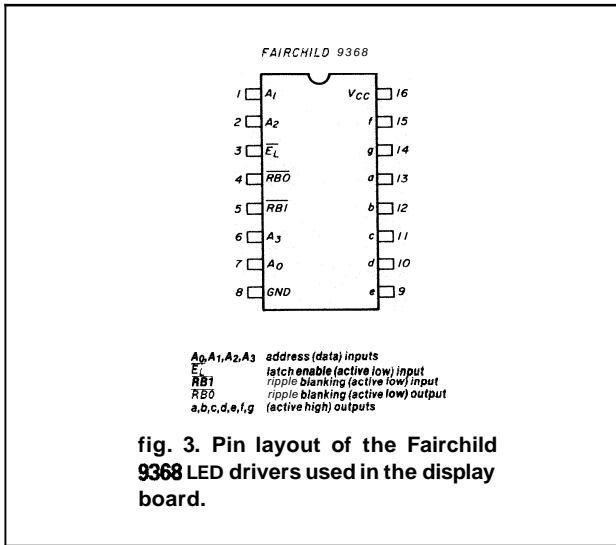 FAIRCHILD 9368
1 A1 VCC 16
2 A2 f 15
3 EL g 14
4 RBO a 13
5 RBI b 12
6 A3 c 11
7 A0 d 10
8 GND e 9
A0,A1,A2,A3 address (data) inputs
EL latch enable (active low) input
RBI ripple blanking (active low) input
RBO ripple blanking (active low) output
a,b,c,d,e,f,g (active high) outputs
fig. 3. Pin layout of the Fairchild
9368 LED drivers used in the display
board.